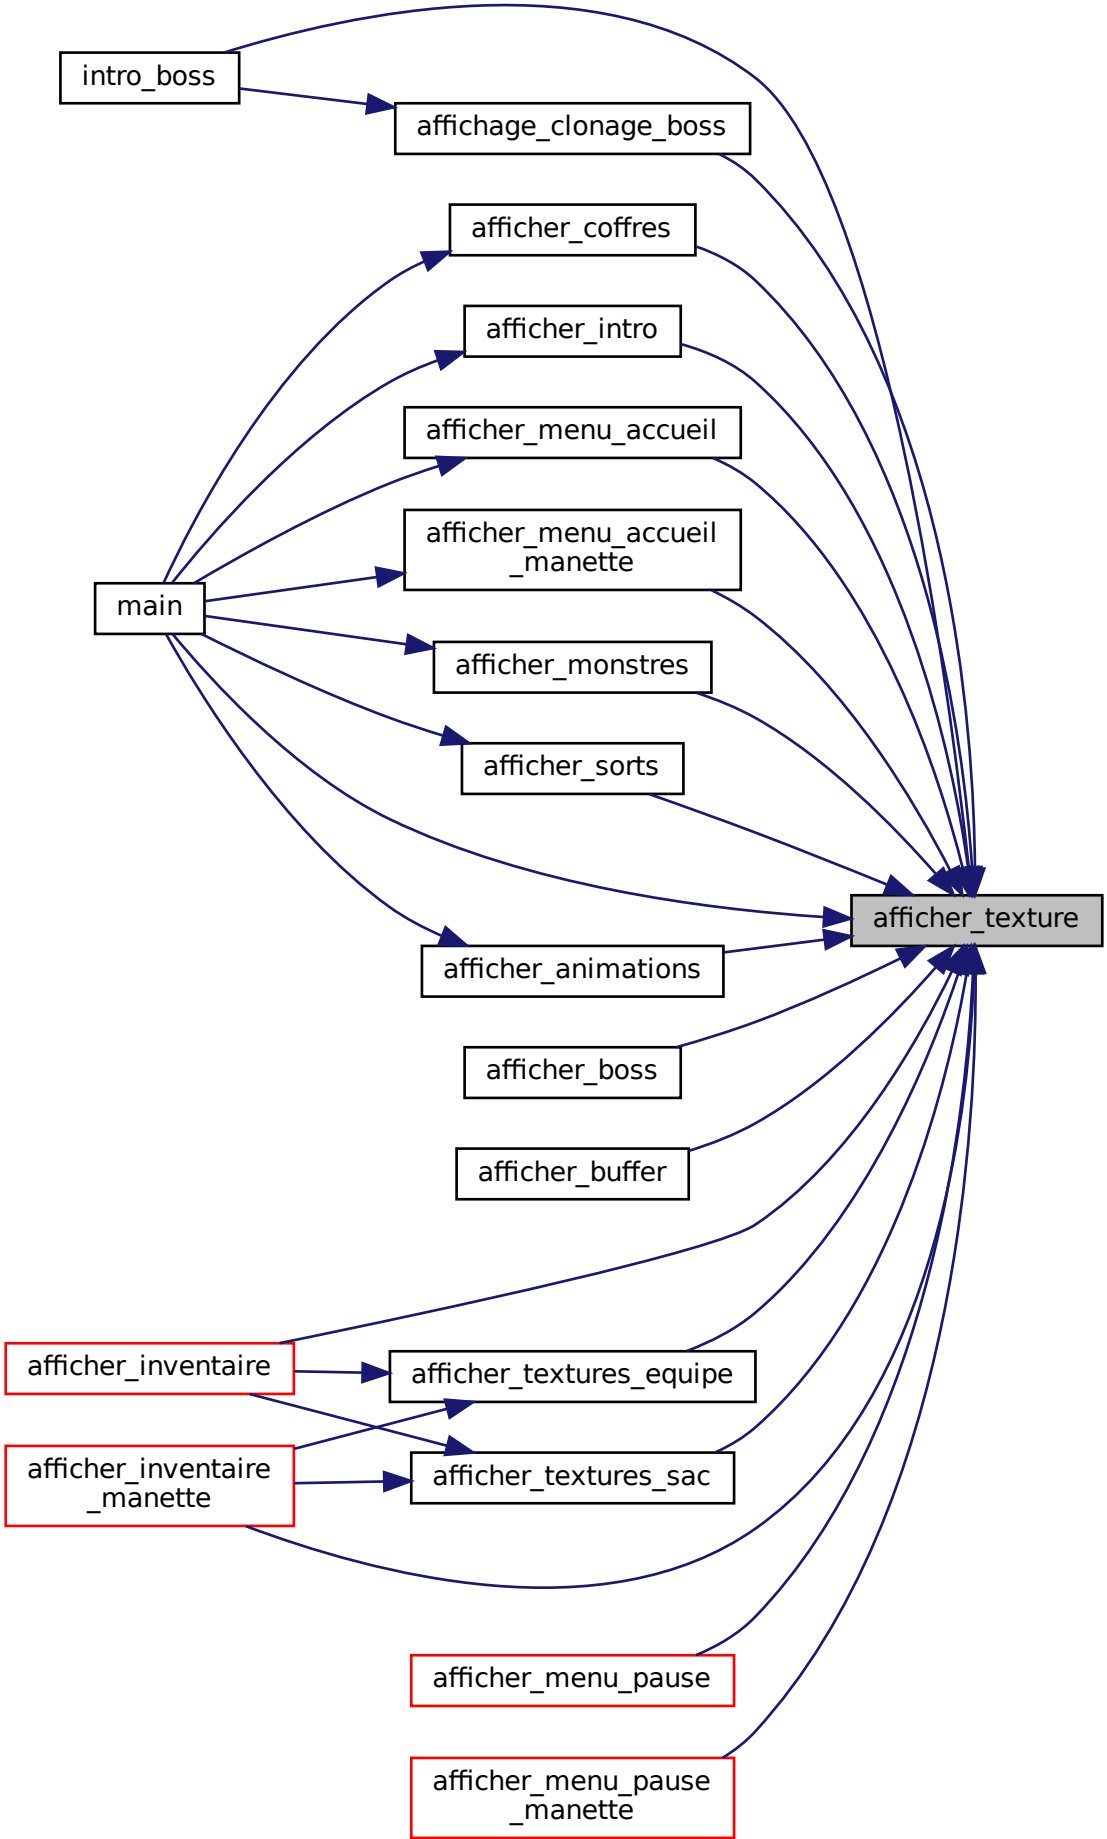 intro_boss
affichage_clonage_boss
afficher_coffres
afficher_intro
afficher_menu_accueil
afficher_menu_accueil
_manette
main
afficher_monstres
afficher_sorts
afficher_texture
afficher_animations
afficher_boss
afficher_buffer
afficher_inventaire
afficher_textures_equipe
afficher_inventaire
_manette
afficher_textures_sac
afficher_menu_pause
afficher_menu_pause
_manette